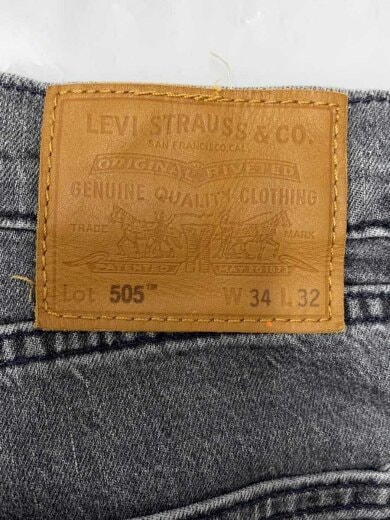 LEVI STRAUSS & CO.
SAN FRANCISCO, CAL.
ORIGINAL RIVETED
GENUINE QUALITY CLOTHING
TRADE MARK
PATENTED MAY 20 1873
Lot 505™ W 34 L 32